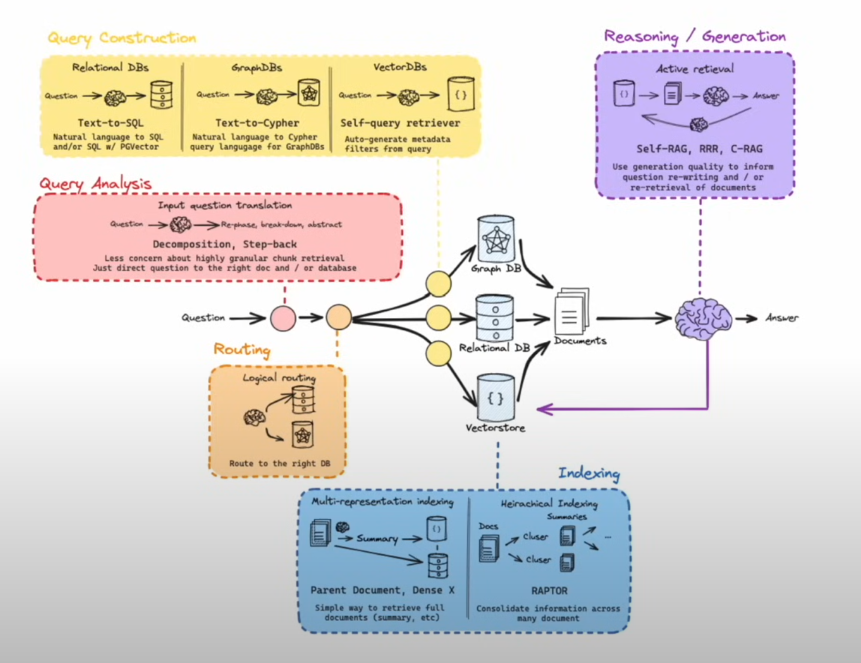 Query Construction
Reasoning / Generation
Relational DBs
GraphDBs
VectorDBs
Question
Question
Question
{ }
Text-to-SQL
Text-to-Cypher
Self-query retriever
Natural language to SQL
and/or SQL w/ PGVector
Natural language to Cypher
query langugage for GraphDBs
Auto-generate metadata
filters from query
Active retieval
{ }
Answer
Self-RAG, RRR, C-RAG
Use generation quality to inform
question re-writing and / or
re-retrieval of documents
Query Analysis
Input question translation
Question
Re-phase, break-down, abstract
Decomposition, Step-back
Less concern about highly granular chunk retrieval
Just direct question to the right doc and / or database
Graph DB
Question
Relational DB
Documents
Answer
{ }
Vectorstore
Routing
Logical routing
Route to the right DB
Indexing
Multi-representation indexing
Summary
{ }
Parent Document, Dense X
Simple way to retrieve full
documents (summary, etc)
Heirachical Indexing
Summaries
Docs
Cluser
Cluser
...
RAPTOR
Consolidate information across
many document